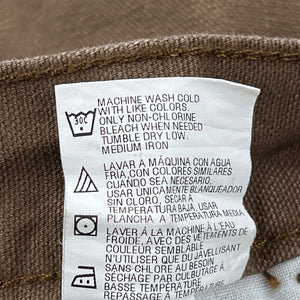 30C
MACHINE WASH COLD
WITH LIKE COLORS.
ONLY NON-CHLORINE
BLEACH WHEN NEEDED
TUMBLE DRY LOW.
MEDIUM IRON
LAVAR A MÁQUINA CON AGUA
FRÍA, CON COLORES SIMILARES
CUANDO SEA NECESARIO.
USAR ÚNICAMENTE BLANQUEADOR
SIN CLORO, SECAR A
TEMPERATURA BAJA, USAR
PLANCHA À TEMPERATURA MEDIA
LAVER À LA MACHINE À L'EAU
FROIDE, AVEC DES VÊTEMENTS DE
COULEUR SEMBLABLE
N'UTILISER QUE DU JAVELLISANT
SANS CHLORE AU BESOIN
SÉCHAGE PAR CULBUTAGE À
BASSE TEMPÉRATURE
REPASSAGE À TEMPÉRATURE